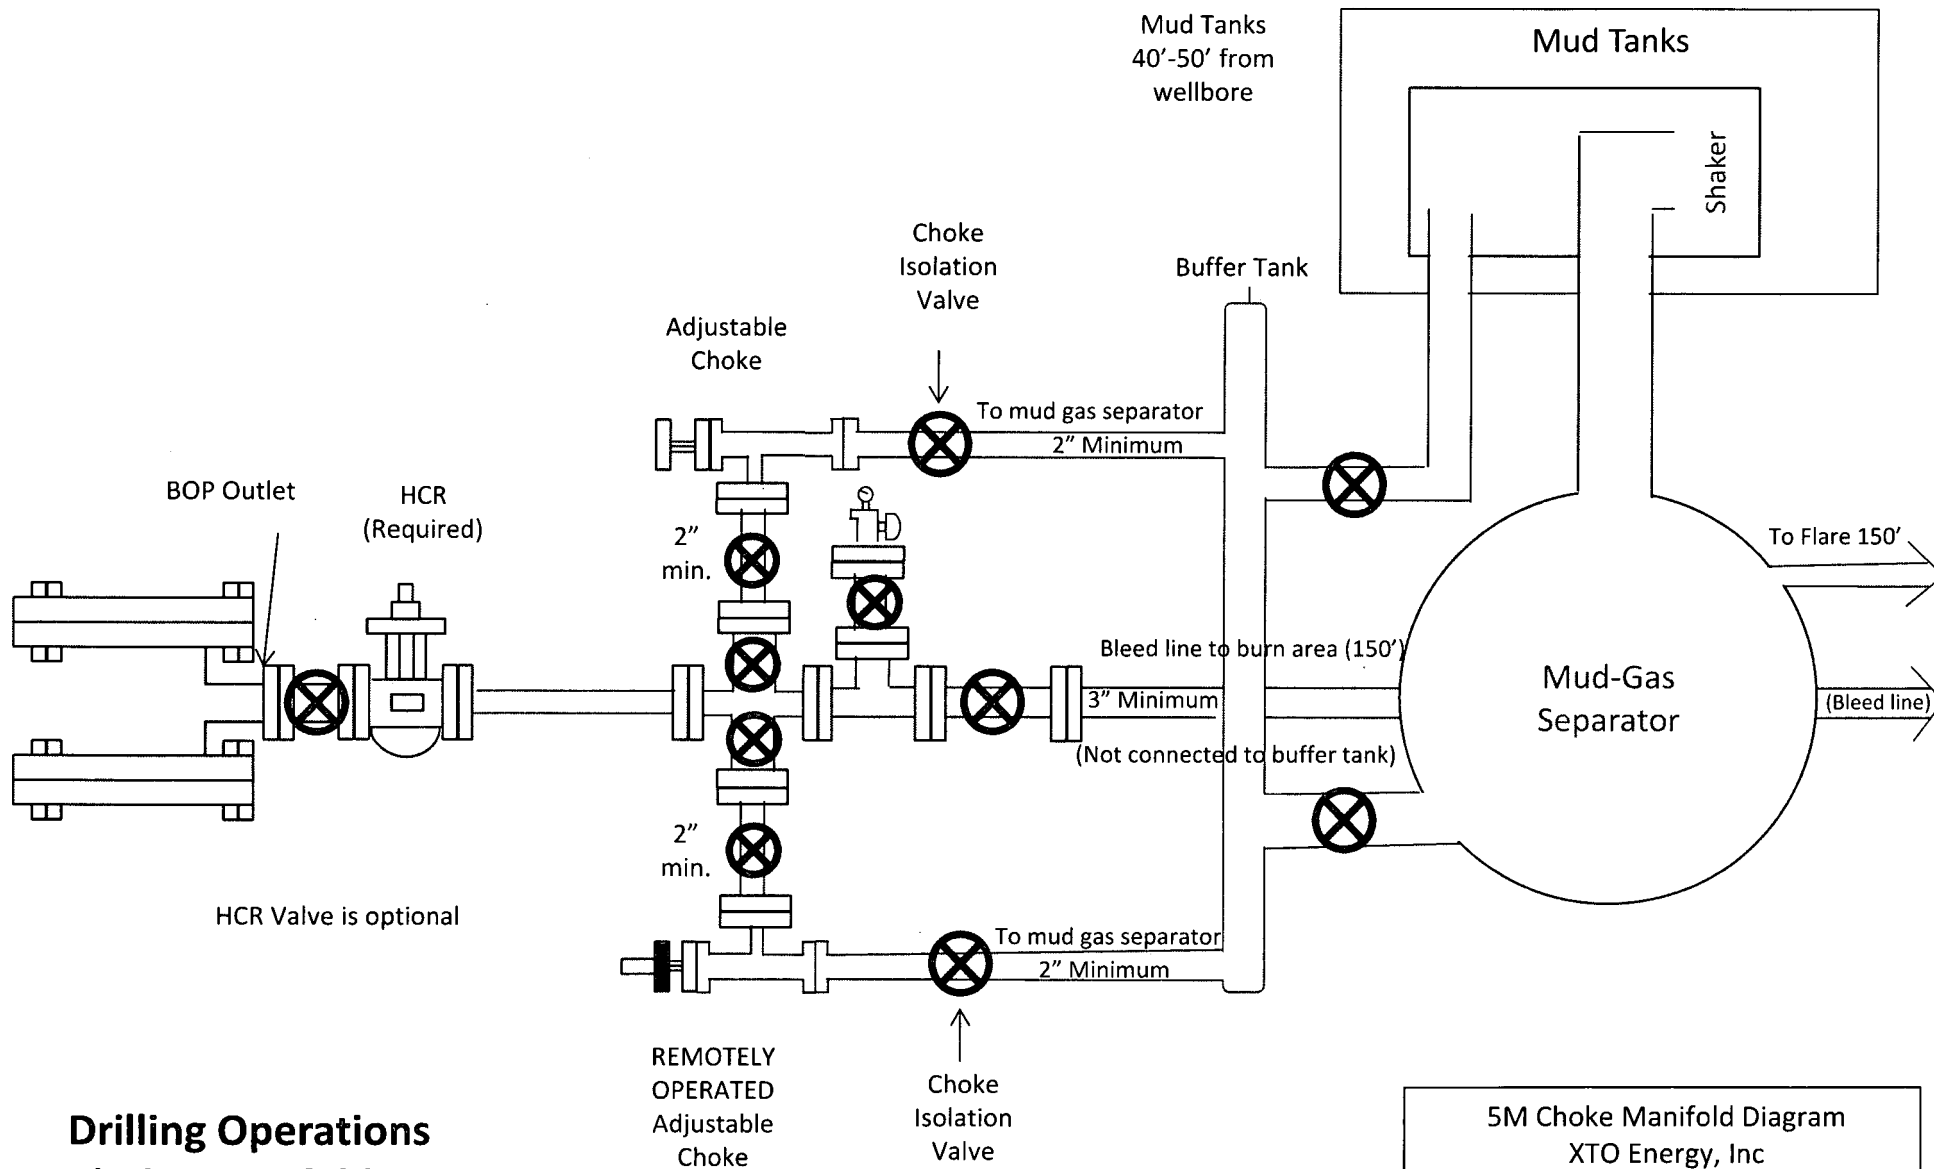 Mud Tanks
40'-50' from
wellbore
Mud Tanks
Shaker
Choke
Isolation
Valve
Buffer Tank
Adjustable
Choke
To mud gas separator
2” Minimum
BOP Outlet
HCR
(Required)
2”
min.
To Flare 150'
Bleed line to burn area (150')
3” Minimum
(Not connected to buffer tank)
Mud-Gas
Separator
(Bleed line)
2”
min.
HCR Valve is optional
To mud gas separator
2” Minimum
REMOTELY
OPERATED
Adjustable
Choke
Choke
Isolation
Valve
Drilling Operations
5M Choke Manifold Diagram
XTO Energy, Inc